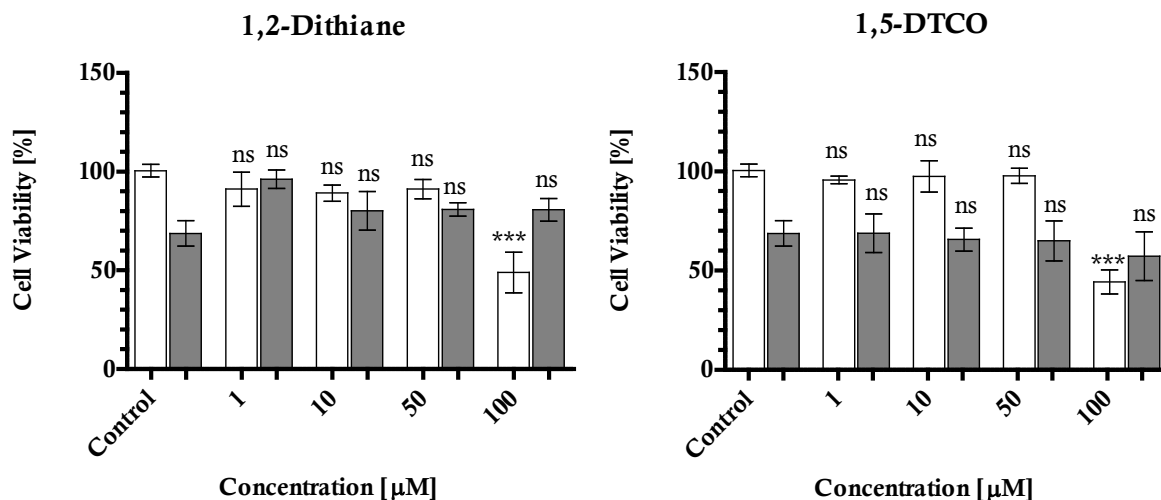 1,2-Dithiane
Cell Viability [%]
150
100
50
0
ns
ns
ns
ns
ns
ns
***
ns
Control
1
10
50
100
Concentration [μM]
1,5-DTCO
Cell Viability [%]
150
100
50
0
ns
ns
ns
ns
ns
ns
***
ns
Control
1
10
50
100
Concentration [μM]